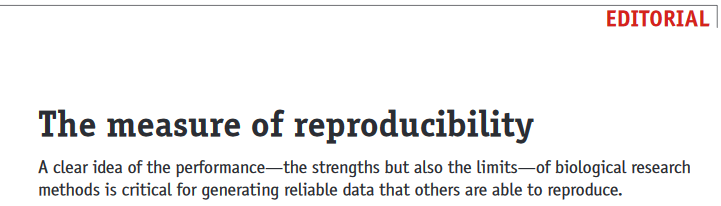 EDITORIAL
The measure of reproducibility
A clear idea of the performance—the strengths but also the limits—of biological research
methods is critical for generating reliable data that others are able to reproduce.